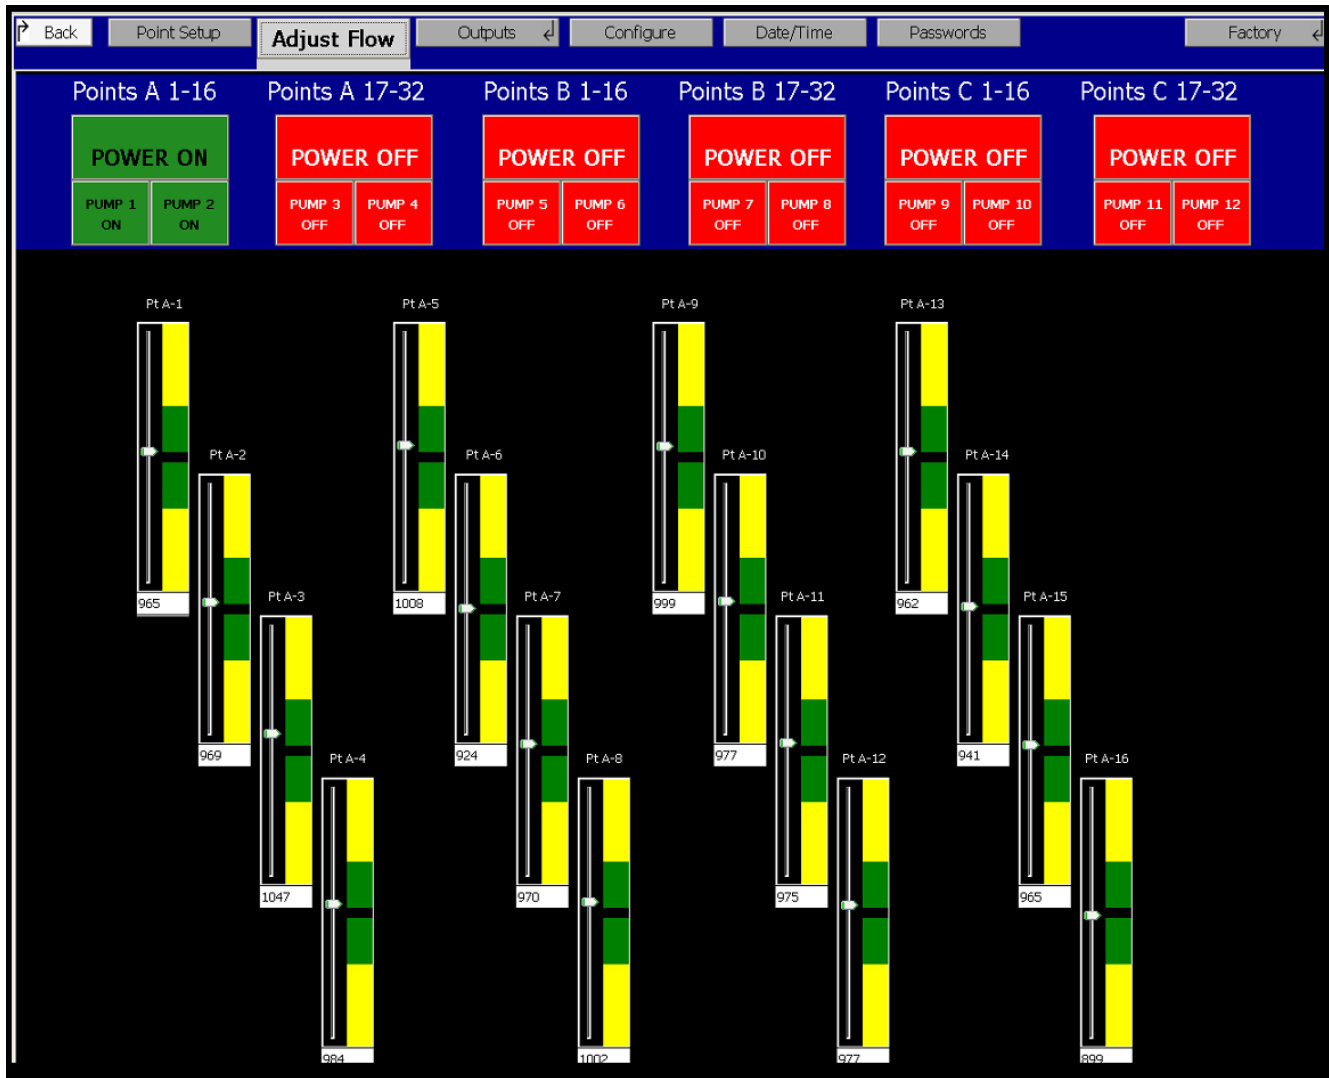 Back Point Setup Adjust Flow Outputs Configure Date/Time Passwords Factory
Points A 1-16 Points A 17-32 Points B 1-16 Points B 17-32 Points C 1-16 Points C 17-32
POWER ON POWER OFF POWER OFF POWER OFF POWER OFF POWER OFF
PUMP 1 PUMP 2 PUMP 3 PUMP 4 PUMP 5 PUMP 6 PUMP 7 PUMP 8 PUMP 9 PUMP 10 PUMP 11 PUMP 12
ON ON OFF OFF OFF OFF OFF OFF OFF OFF OFF OFF
Pt A-1 Pt A-5 Pt A-9 Pt A-13
Pt A-2 Pt A-6 Pt A-10 Pt A-14
Pt A-3 Pt A-7 Pt A-11 Pt A-15
965 1008 999 962
969 924 977 941
Pt A-4 Pt A-8 Pt A-12 Pt A-16
1047 970 975 965
984 1002 977 899